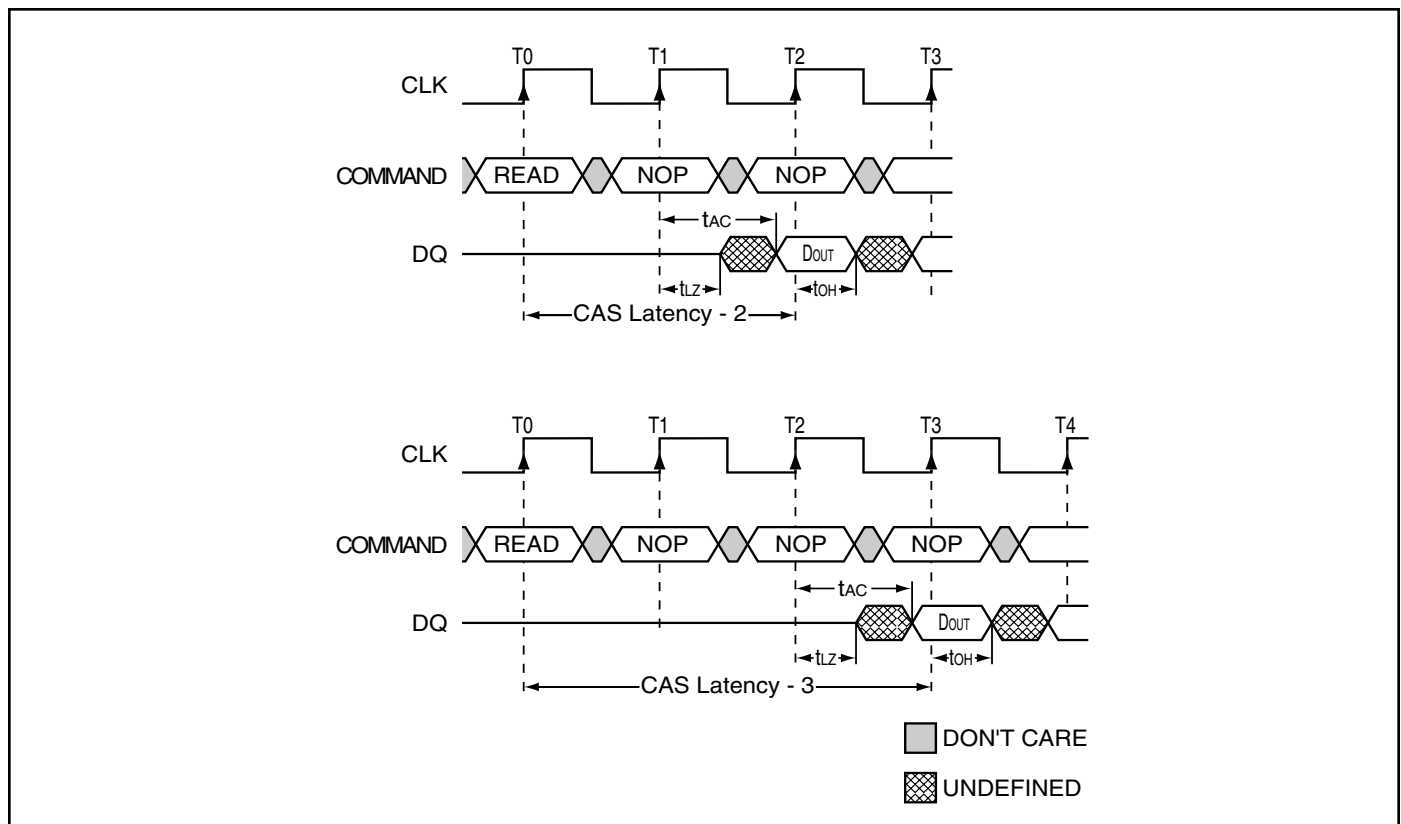 T0 T1 T2 T3
CLK
COMMAND READ NOP NOP
tAC
DQ DOUT
tLZ tOH
CAS Latency - 2
T0 T1 T2 T3 T4
CLK
COMMAND READ NOP NOP NOP
tAC
DQ DOUT
tLZ tOH
CAS Latency - 3
DON'T CARE
UNDEFINED